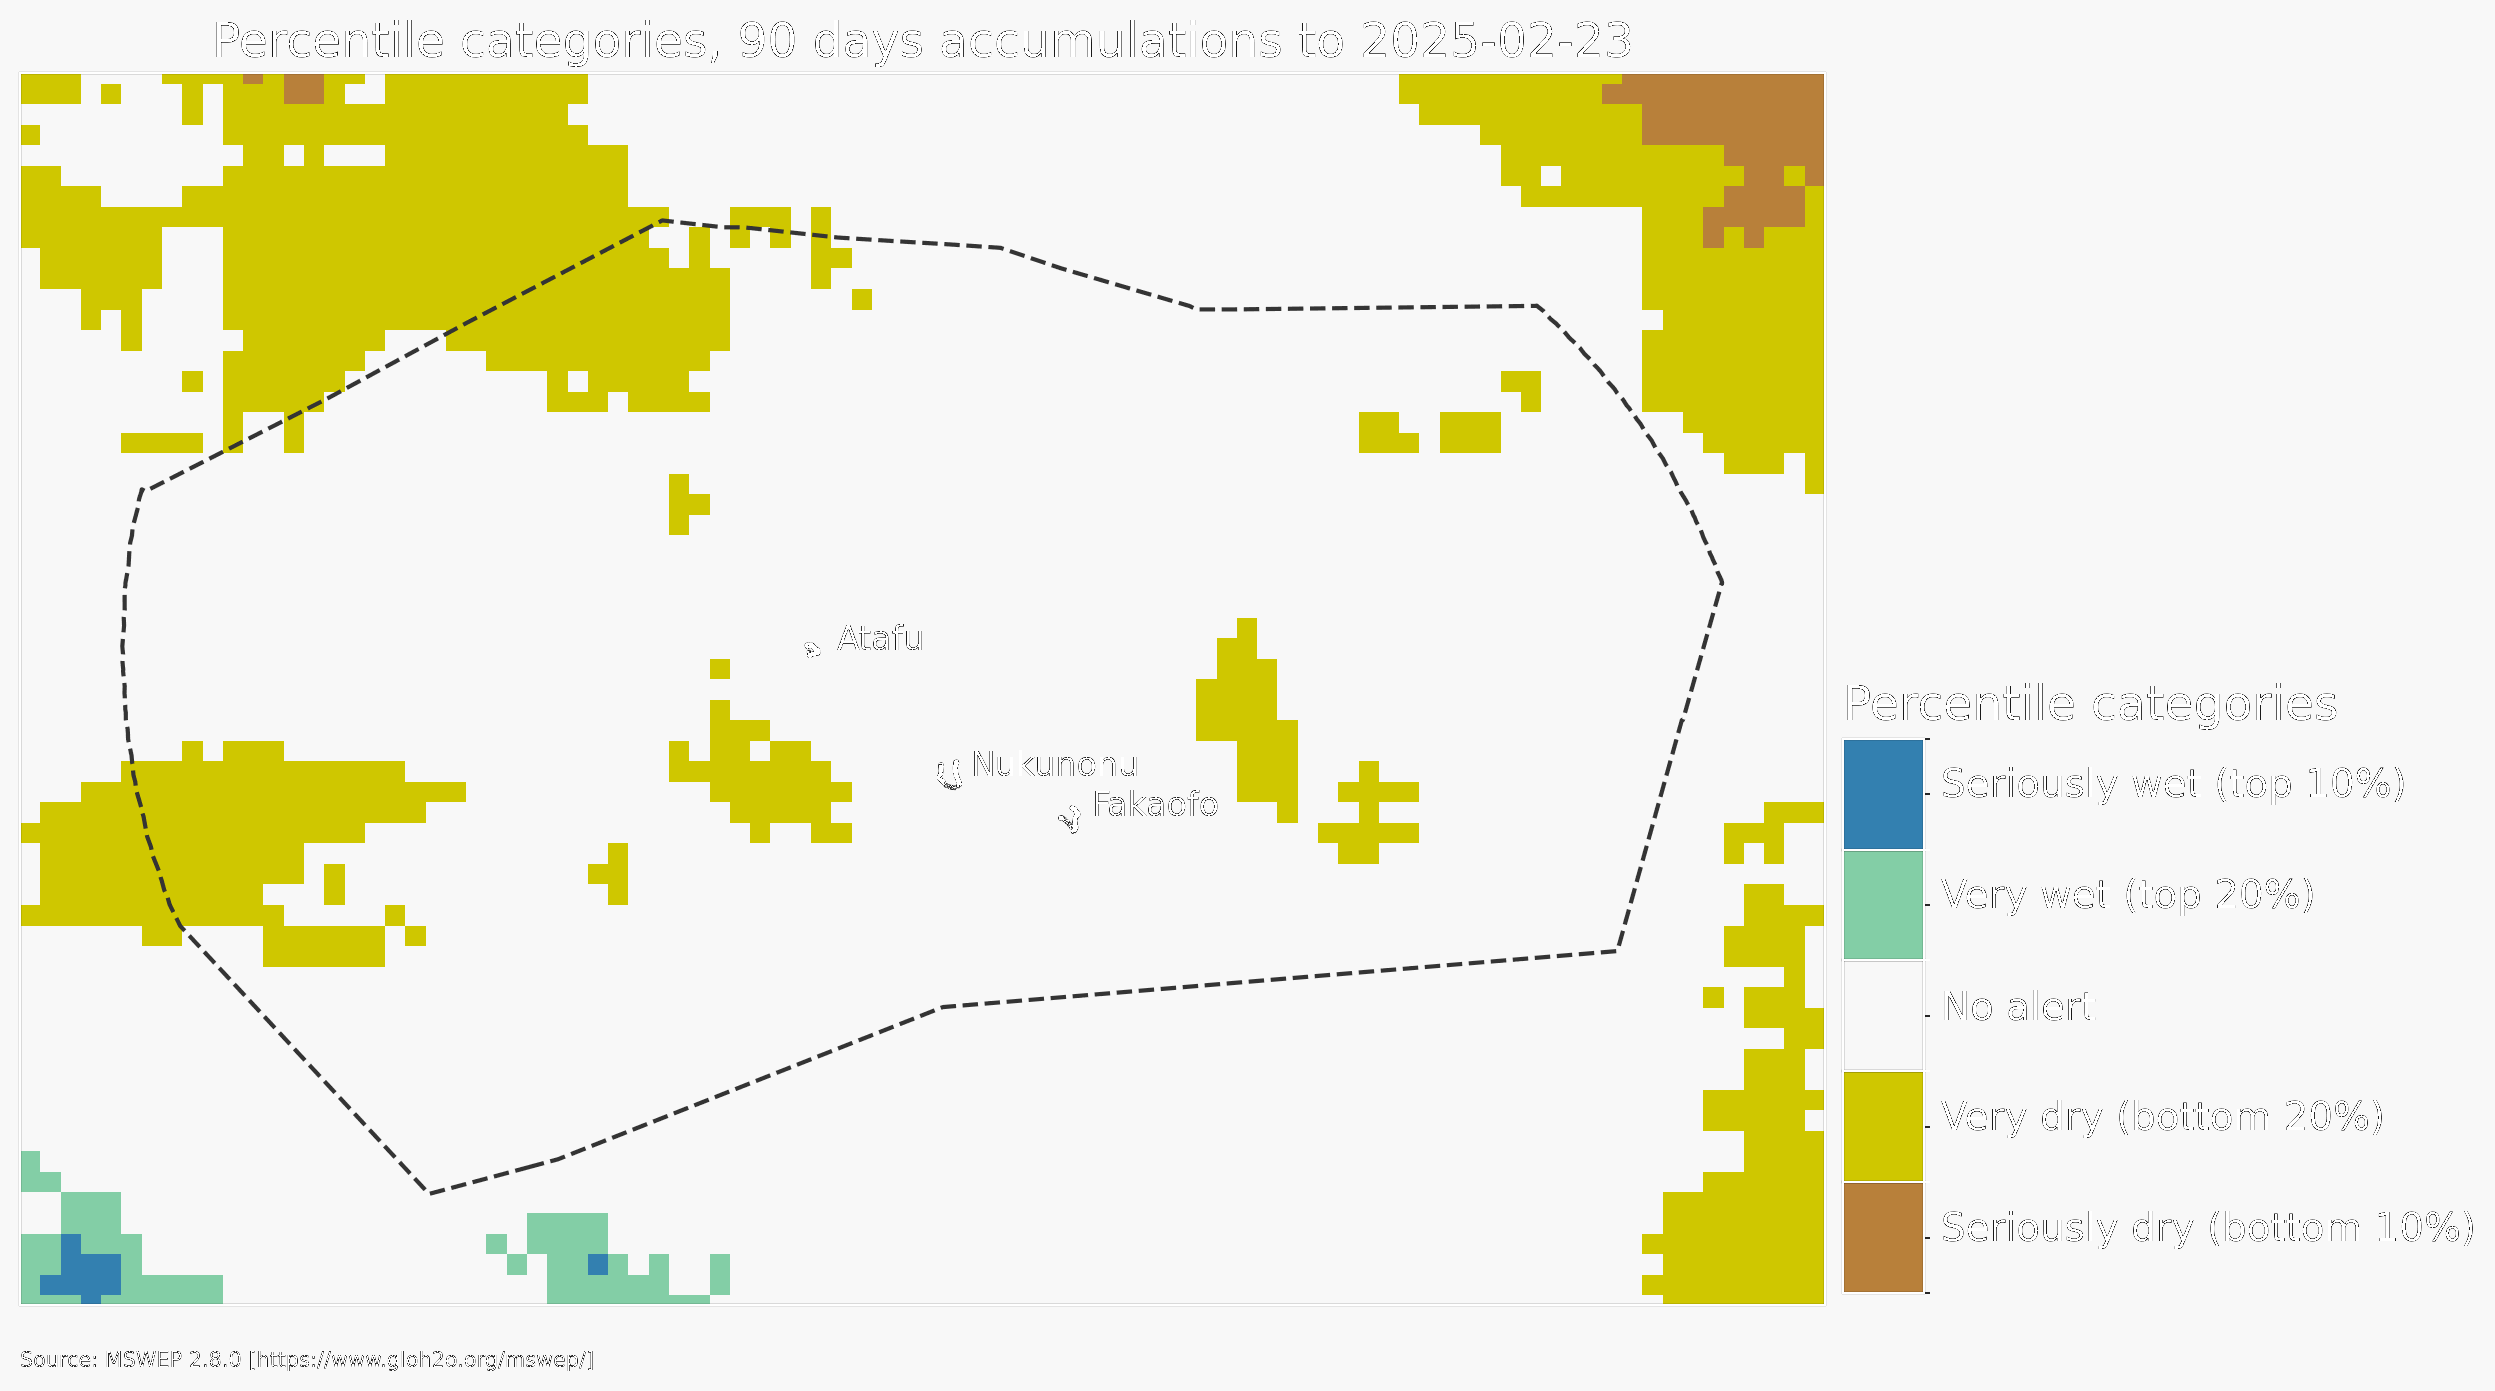 Percentile categories, 90 days accumulations to 2025-02-23
Atafu
Nukunonu
Fakaofo
Percentile categories
Seriously wet (top 10%)
Very wet (top 20%)
No alert
Very dry (bottom 20%)
Seriously dry (bottom 10%)
Source: MSWEP 2.8.0 [https://www.gloh2o.org/mswep/]